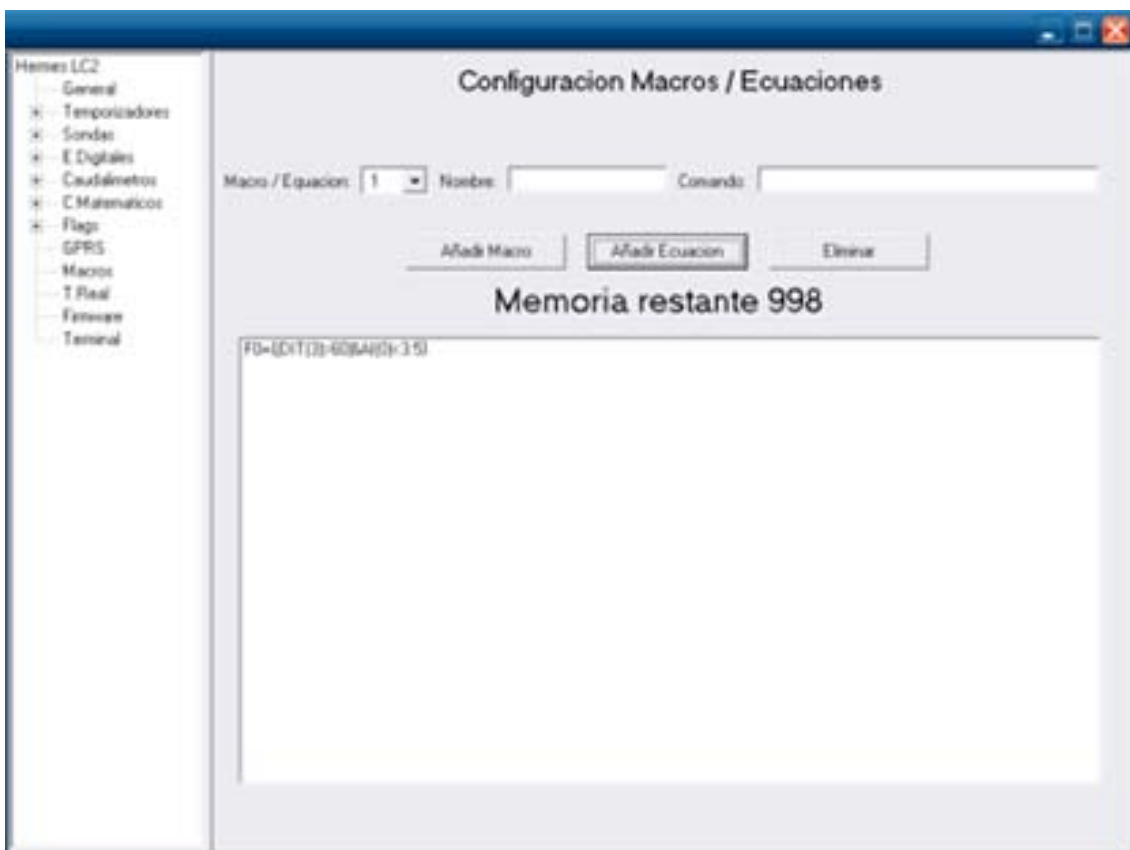 Hermes LC2
General
Temporizadores
Sondas
E.Digitales
Caudalimetros
C.Matematicos
Flags
GPRS
Macros
T.Real
Firmware
Terminal
Configuracion Macros / Ecuaciones
Macro / Equacion: 1 Nombre: Comando:
Añadir Macro Añadir Ecuacion Eliminar
Memoria restante 998